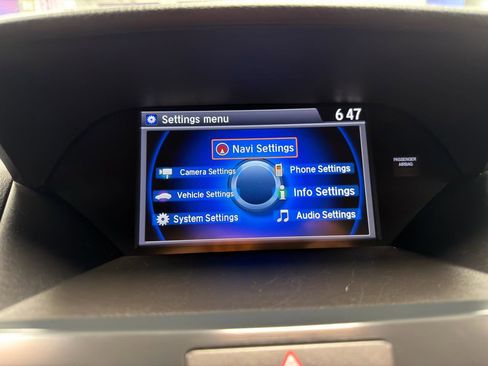 Settings menu
6 47
Navi Settings
Camera Settings
Phone Settings
Vehicle Settings
Info Settings
System Settings
Audio Settings
PASSENGER
AIRBAG